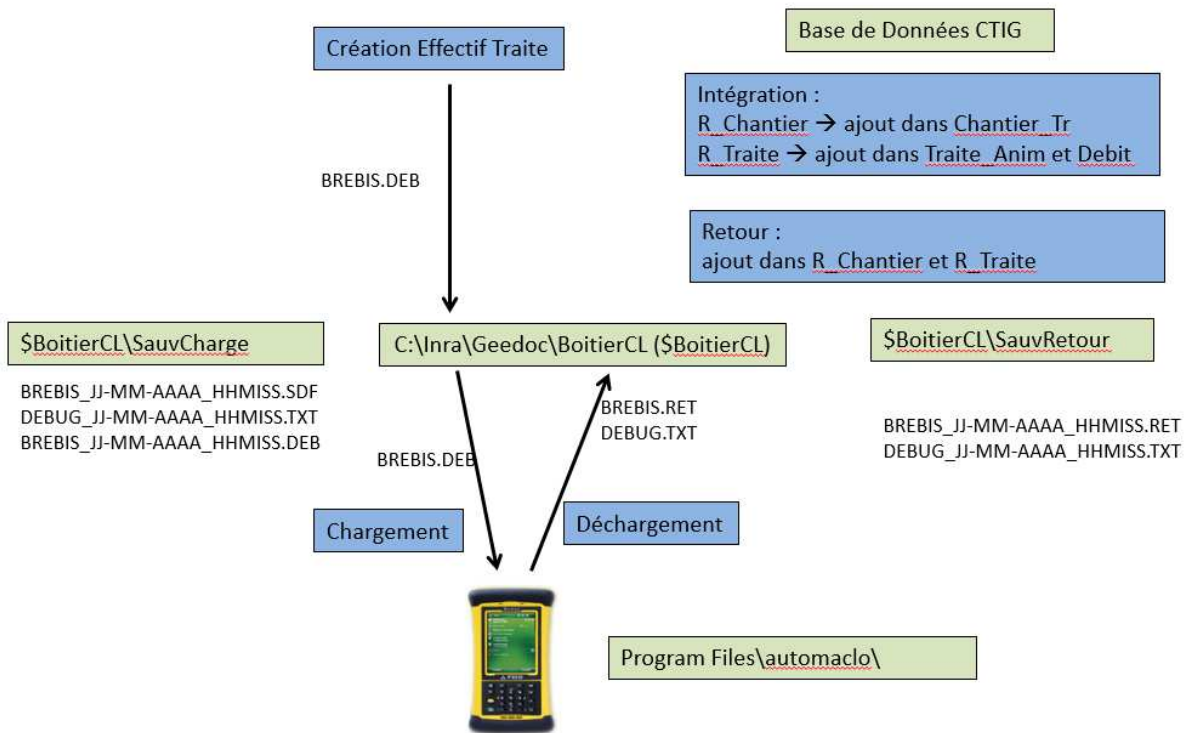 Création Effectif Traite
Base de Données CTIG
Intégration :
R_Chantier → ajout dans Chantier_Tr
R_Traite → ajout dans Traite_Anim et Debit
BREBIS.DEB
Retour :
ajout dans R_Chantier et R_Traite
$BoitierCL\SauvCharge
C:\Inra\Geedoc\BoitierCL ($BoitierCL)
$BoitierCL\SauvRetour
BREBIS_JJ-MM-AAAA_HHMISS.SDF
DEBUG_JJ-MM-AAAA_HHMISS.TXT
BREBIS_JJ-MM-AAAA_HHMISS.DEB
BREBIS.RET
DEBUG.TXT
BREBIS_JJ-MM-AAAA_HHMISS.RET
DEBUG_JJ-MM-AAAA_HHMISS.TXT
BREBIS.DEB
Chargement
Déchargement
Program Files\automaclo\